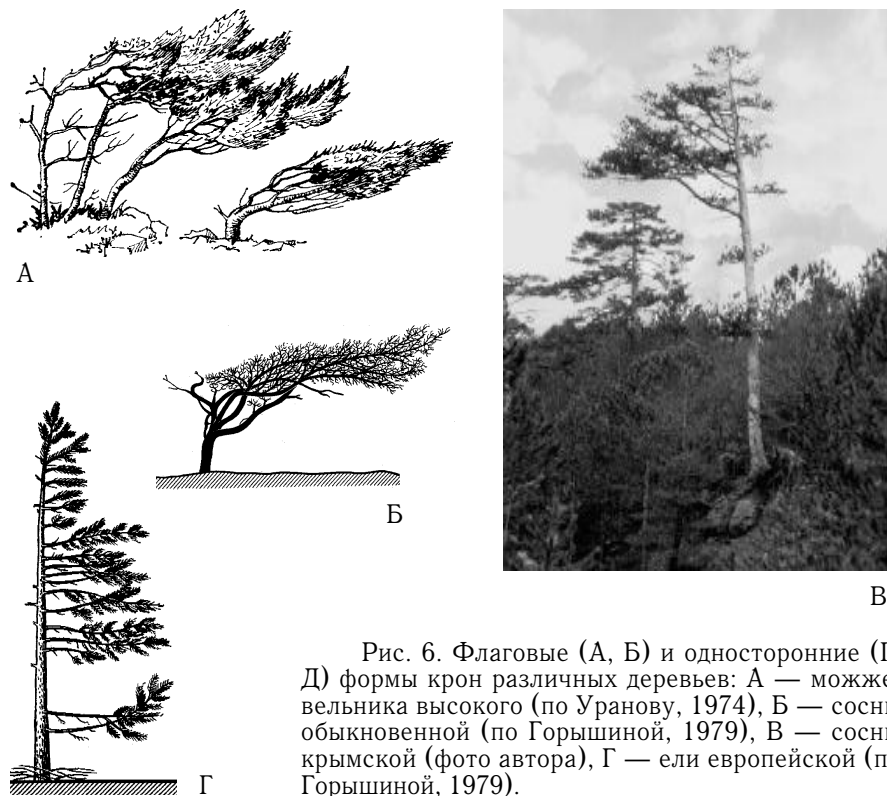 А
Б
В
Г
Рис. 6. Флаговые (А, Б) и односторонние (Г
Д) формы крон различных деревьев: А — можже
вельника высокого (по Уранову, 1974), Б — сосны
обыкновенной (по Горышиной, 1979), В — сосны
крымской (фото автора), Г — ели европейской (п
Горышиной, 1979).